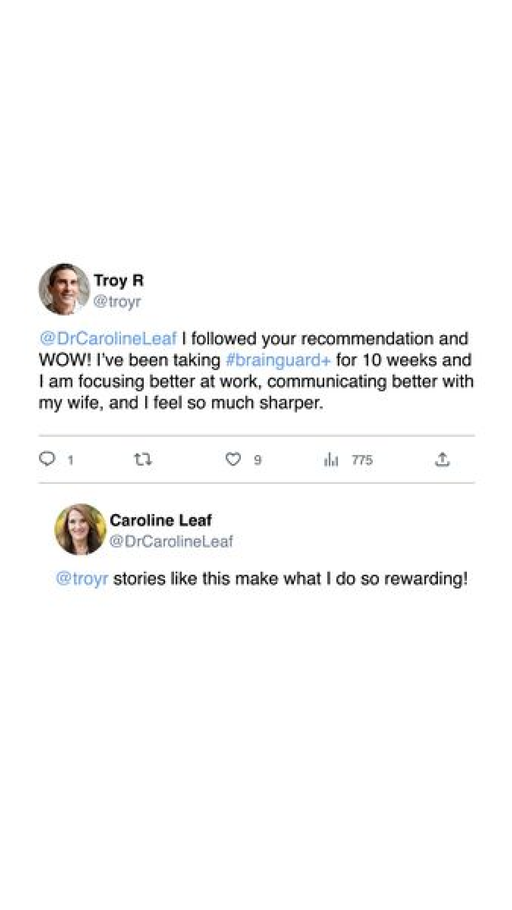 Troy R
@troyr
@DrCarolineLeaf I followed your recommendation and
WOW! I've been taking #brainguard+ for 10 weeks and
I am focusing better at work, communicating better with
my wife, and I feel so much sharper.
1 9 775
Caroline Leaf
@DrCarolineLeaf
@troyr stories like this make what I do so rewarding!